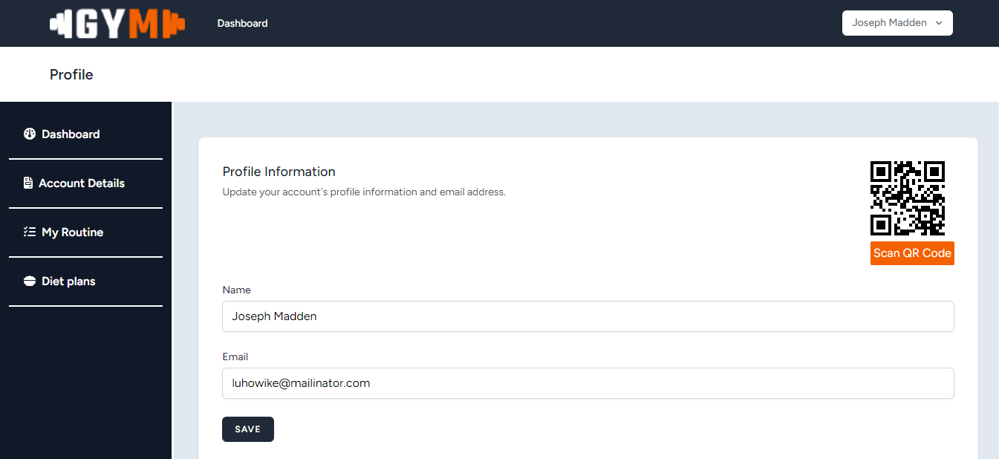 GYM
Dashboard
Joseph Madden
Profile
Dashboard
Account Details
My Routine
Diet plans
Profile Information
Update your account's profile information and email address.
Scan QR Code
Name
Joseph Madden
Email
luhowike@mailinator.com
SAVE